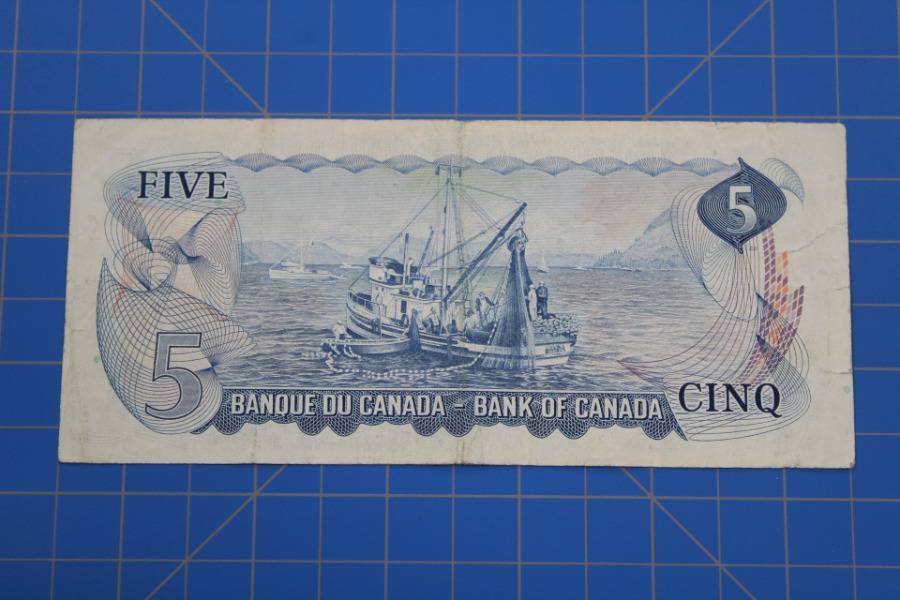 FIVE
5
5
BANQUE DU CANADA - BANK OF CANADA
CINQ